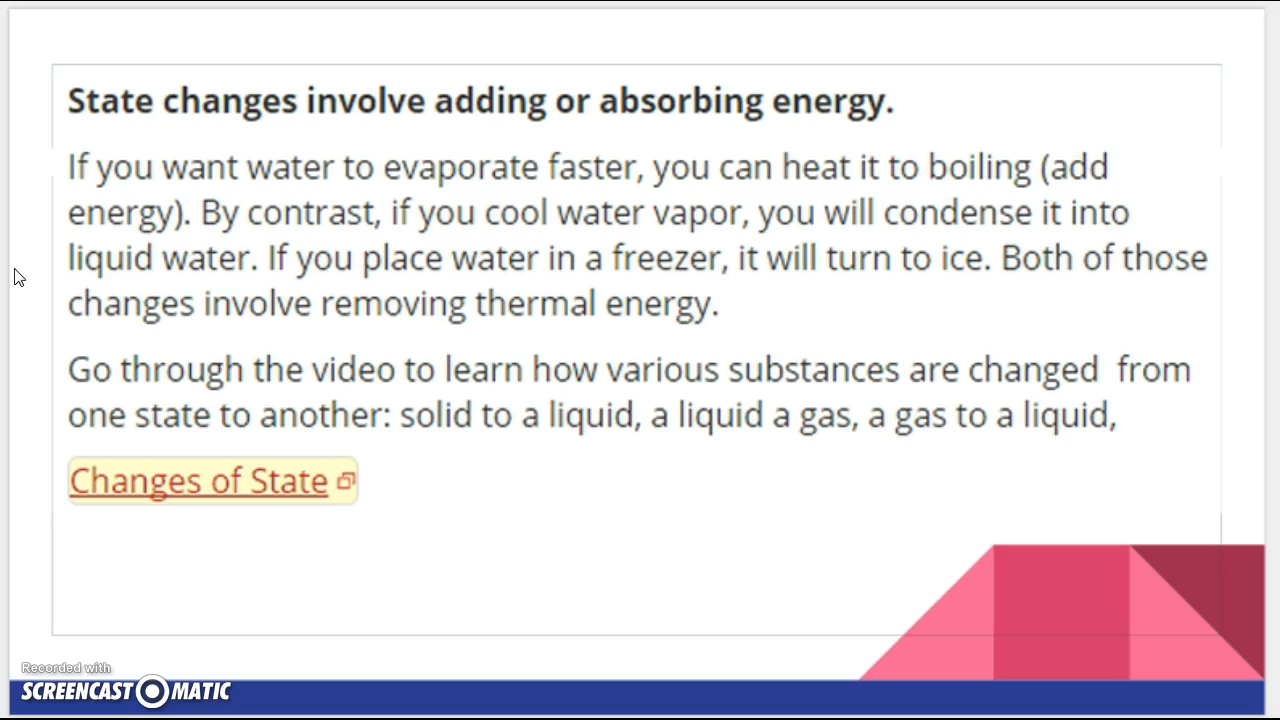 State changes involve adding or absorbing energy.
If you want water to evaporate faster, you can heat it to boiling (add
energy). By contrast, if you cool water vapor, you will condense it into
liquid water. If you place water in a freezer, it will turn to ice. Both of those
changes involve removing thermal energy.
Go through the video to learn how various substances are changed  from
one state to another: solid to a liquid, a liquid a gas, a gas to a liquid,
Changes of State
Recorded with
SCREENCAST MATIC